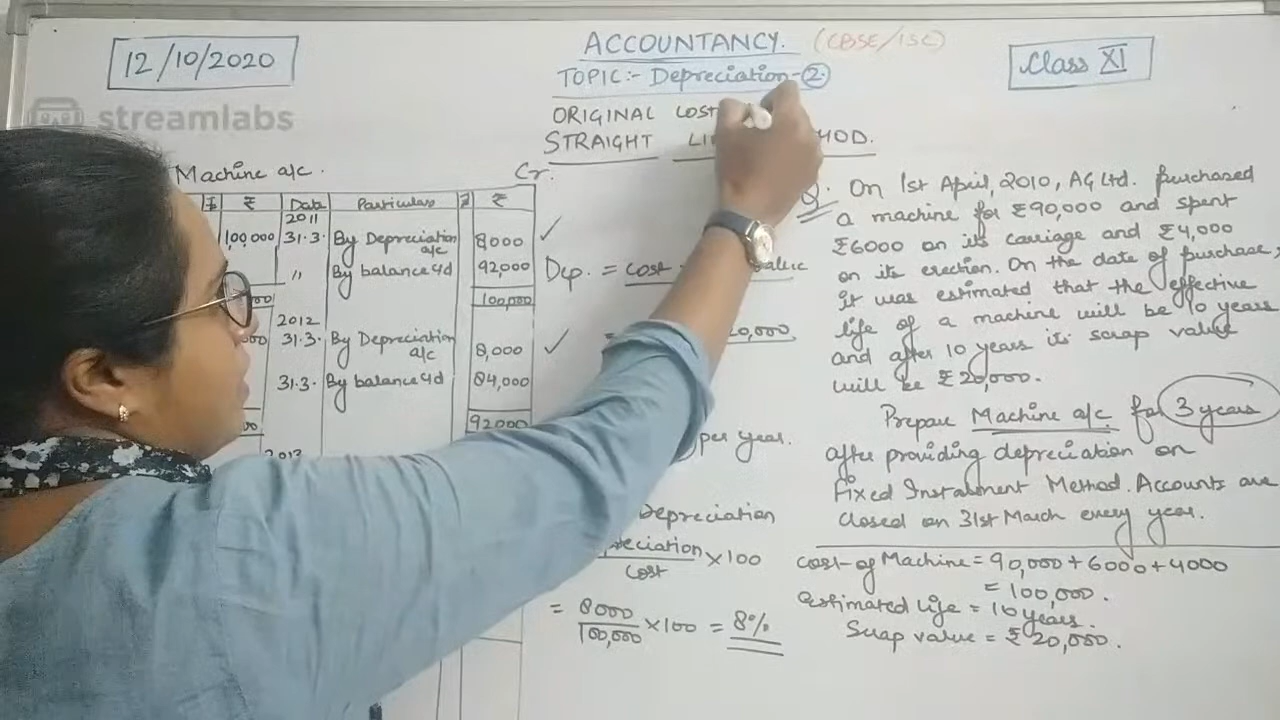 12/10/2020
ACCOUNTANCY. (CBSE/ISC)
Class XI
TOPIC:- Depreciation-②.
streamlabs
ORIGINAL COST
STRAIGHT
Machine a/c.
Cr.
₹ Date Particulars ₹
2011
100,000 31.3. By Depreciation a/c 8,000
" By balance c/d 92,000
100,000
2012
31.3. By Depreciation a/c 8,000
31.3. By balance c/d 84,000
92000
2013
Dep. = cost
20,000
per year.
Depreciation
×100
cost
= 8000
100,000 ×100 = 8%
Q. On 1st April, 2010, AG Ltd. purchased
a machine for ₹90,000 and spent
₹6000 on its carriage and ₹4,000
on its erection. On the date of purchase,
it was estimated that the effective
life of a machine will be 10 years
and after 10 years its scrap value
will be ₹20,000.
Prepare Machine a/c for 3 years
after providing depreciation on
Fixed Instalment Method. Accounts are
closed on 31st March every year.
Cost of Machine = 90,000 + 6000 + 4000
= 100,000.
Estimated life = 10 years.
Scrap value = ₹20,000.